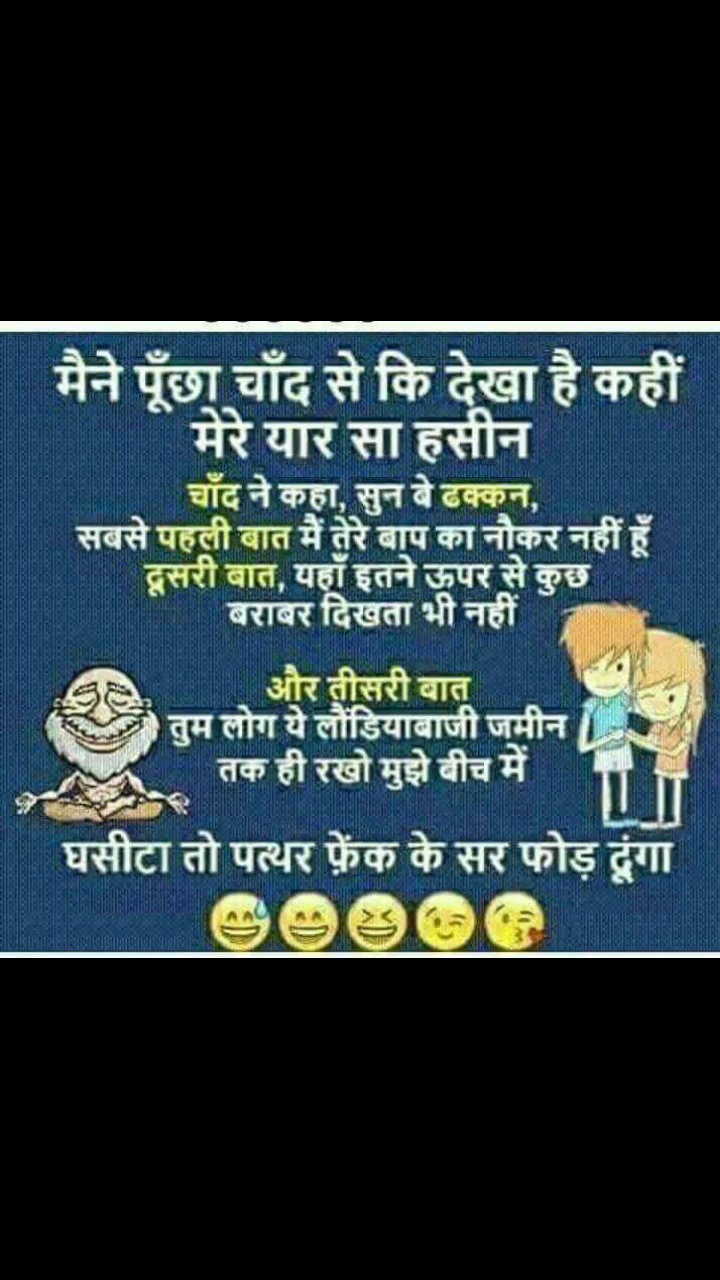 मैने पूँछा चाँद से कि देखा है कहीं
मेरे यार सा हसीन
चाँद ने कहा, सुन बे ढक्कन,
सबसे पहली बात मैं तेरे बाप का नौकर नहीं हूँ
दूसरी बात, यहाँ इतने ऊपर से कुछ
बराबर दिखता भी नहीं
और तीसरी बात
तुम लोग ये लौंडियाबाजी जमीन
तक ही रखो मुझे बीच में
घसीटा तो पत्थर फ़ेंक के सर फोड़ दूंगा